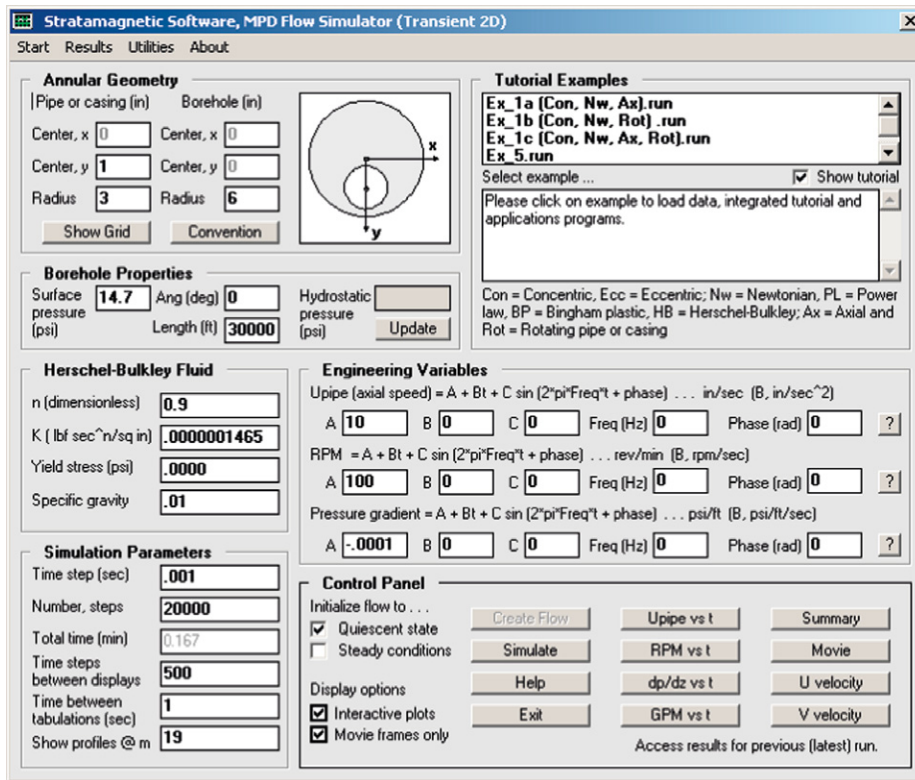 Stratamagnetic Software, MPD Flow Simulator (Transient 2D)
Start Results Utilities About
Annular Geometry
Pipe or casing (in) Borehole (in)
Center, x 0 Center, x 0
Center, y 1 Center, y 0
Radius 3 Radius 6
Show Grid Convention
x
y
Tutorial Examples
Ex_1a (Con, Nw, Ax).run
Ex_1b (Con, Nw, Rot) .run
Ex_1c (Con, Nw, Ax, Rot).run
Ex_5.run
Select example ... Show tutorial
Please click on example to load data, integrated tutorial and
applications programs.
Con = Concentric, Ecc = Eccentric; Nw = Newtonian, PL = Power
law, BP = Bingham plastic, HB = Herschel-Bulkley; Ax = Axial and
Rot = Rotating pipe or casing
Borehole Properties
Surface pressure (psi) 14.7 Ang (deg) 0
Length (ft) 30000
Hydrostatic pressure (psi)
Update
Herschel-Bulkley Fluid
n (dimensionless) 0.9
K ( lbf sec^n/sq in) .0000001465
Yield stress (psi) .0000
Specific gravity .01
Engineering Variables
Upipe (axial speed) = A + Bt + C sin (2*pi*Freq*t + phase) . . . in/sec (B, in/sec^2)
A 10 B 0 C 0 Freq (Hz) 0 Phase (rad) 0 ?
RPM = A + Bt + C sin (2*pi*Freq*t + phase) . . . rev/min (B, rpm/sec)
A 100 B 0 C 0 Freq (Hz) 0 Phase (rad) 0 ?
Pressure gradient = A + Bt + C sin (2*pi*Freq*t + phase) . . . psi/ft (B, psi/ft/sec)
A -.0001 B 0 C 0 Freq (Hz) 0 Phase (rad) 0 ?
Simulation Parameters
Time step (sec) .001
Number, steps 20000
Total time (min) 0.167
Time steps between displays 500
Time between tabulations (sec) 1
Show profiles @ m 19
Control Panel
Initialize flow to . . .
Quiescent state
Steady conditions
Display options
Interactive plots
Movie frames only
Create Flow Upipe vs t Summary
Simulate RPM vs t Movie
Help dp/dz vs t U velocity
Exit GPM vs t V velocity
Access results for previous (latest) run.